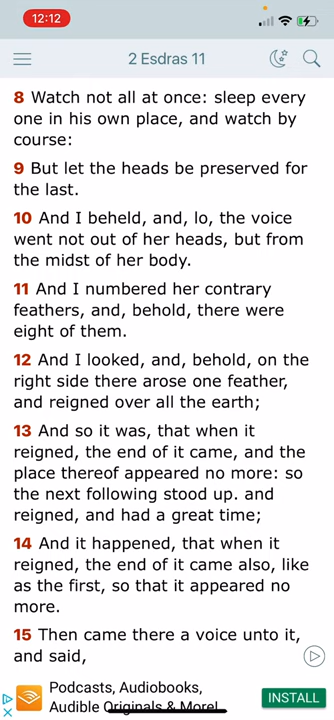 12:12
2 Esdras 11
8 Watch not all at once: sleep every
one in his own place, and watch by
course:
9 But let the heads be preserved for
the last.
10 And I beheld, and, lo, the voice
went not out of her heads, but from
the midst of her body.
11 And I numbered her contrary
feathers, and, behold, there were
eight of them.
12 And I looked, and, behold, on the
right side there arose one feather,
and reigned over all the earth;
13 And so it was, that when it
reigned, the end of it came, and the
place thereof appeared no more: so
the next following stood up. and
reigned, and had a great time;
14 And it happened, that when it
reigned, the end of it came also, like
as the first, so that it appeared no
more.
15 Then came there a voice unto it,
and said,
Podcasts, Audiobooks,
Audible Originals & More!
INSTALL